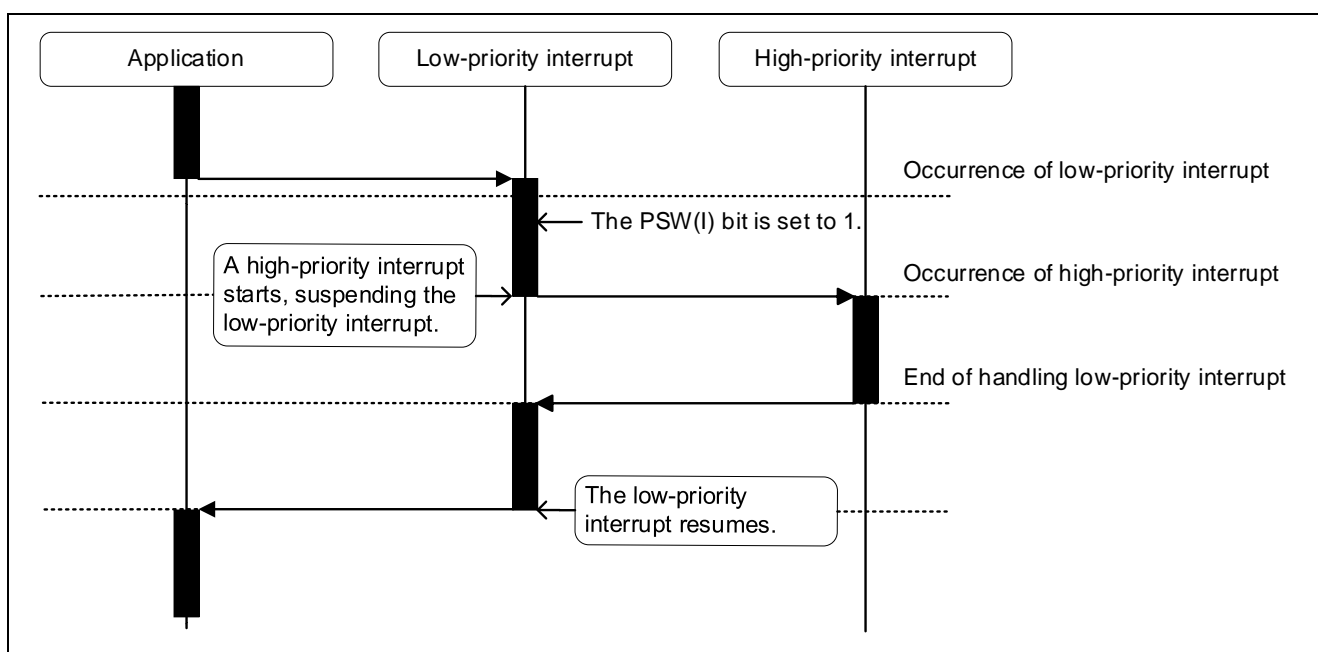 Application
Low-priority interrupt
High-priority interrupt
Occurrence of low-priority interrupt
The PSW(I) bit is set to 1.
A high-priority interrupt
starts, suspending the
low-priority interrupt.
Occurrence of high-priority interrupt
End of handling low-priority interrupt
The low-priority
interrupt resumes.